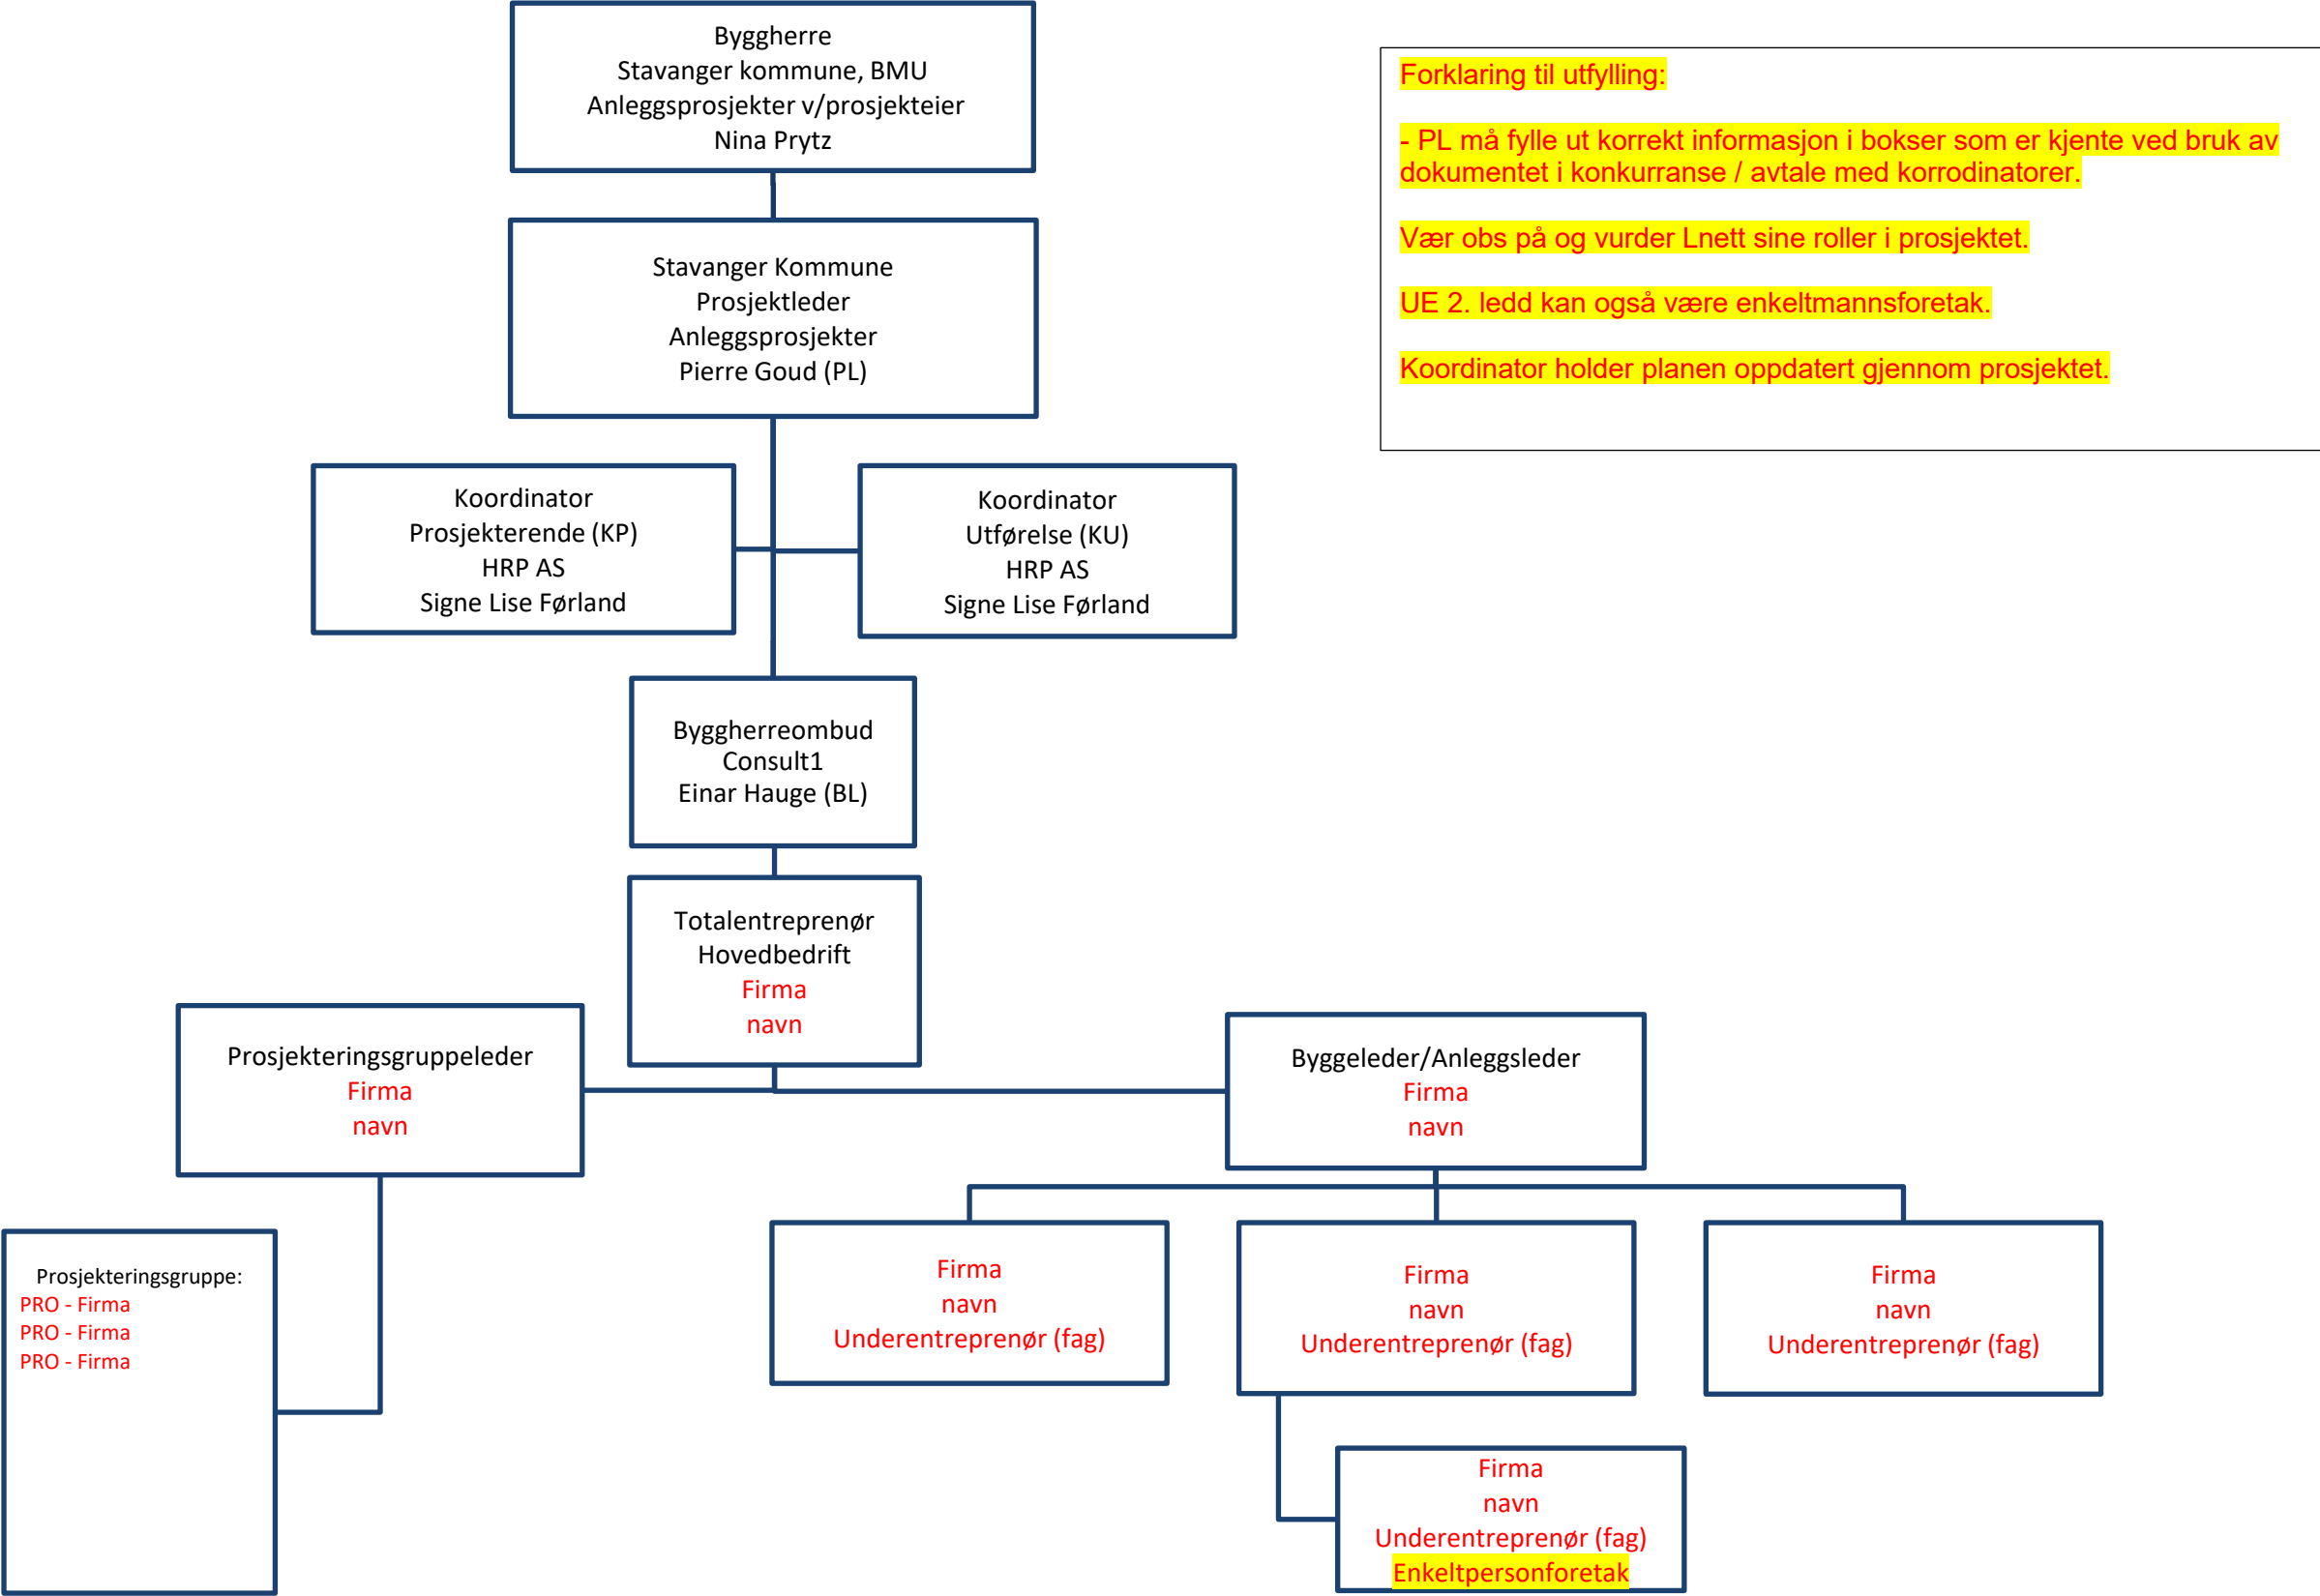 Byggherre
Stavanger kommune, BMU
Anleggsprosjekter v/prosjekteier
Nina Prytz
Forklaring til utfylling:
- PL må fylle ut korrekt informasjon i bokser som er kjente ved bruk av
dokumentet i konkurranse / avtale med korrodinatorer.
Vær obs på og vurder Lnett sine roller i prosjektet.
UE 2. ledd kan også være enkeltmannsforetak.
Koordinator holder planen oppdatert gjennom prosjektet.
Stavanger Kommune
Prosjektleder
Anleggsprosjekter
Pierre Goud (PL)
Koordinator
Prosjekterende (KP)
HRP AS
Signe Lise Førland
Koordinator
Utførelse (KU)
HRP AS
Signe Lise Førland
Byggherreombud
Consult1
Einar Hauge (BL)
Totalentreprenør
Hovedbedrift
Firma
navn
Prosjekteringsgruppeleder
Firma
navn
Byggeleder/Anleggsleder
Firma
navn
Prosjekteringsgruppe:
PRO - Firma
PRO - Firma
PRO - Firma
Firma
navn
Underentreprenør (fag)
Firma
navn
Underentreprenør (fag)
Firma
navn
Underentreprenør (fag)
Firma
navn
Underentreprenør (fag)
Enkeltpersonforetak